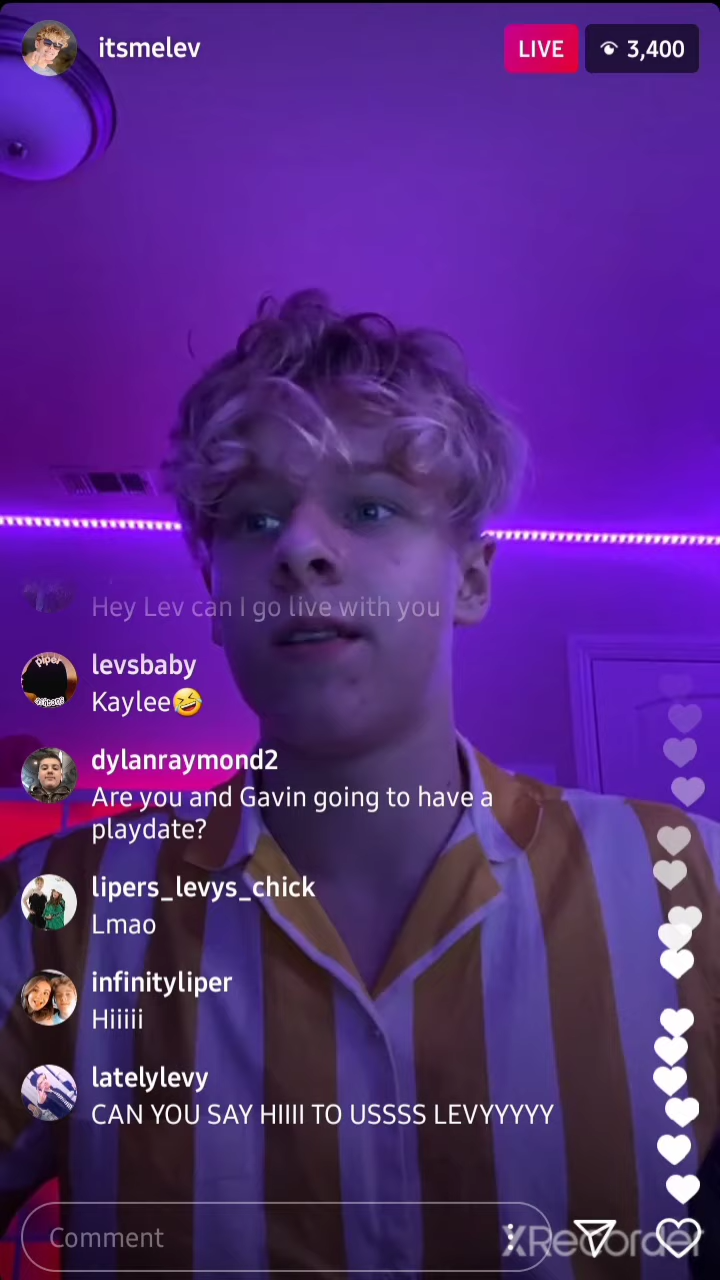 itsmelev
LIVE
3,400
Hey Lev can I go live with you
levsbaby
Kaylee🤣
dylanraymond2
Are you and Gavin going to have a
playdate?
lipers_levys_chick
Lmao
infinityliper
Hiiiii
latelylevy
CAN YOU SAY HIIII TO USSSS LEVYYYYY
Comment
XRecorder